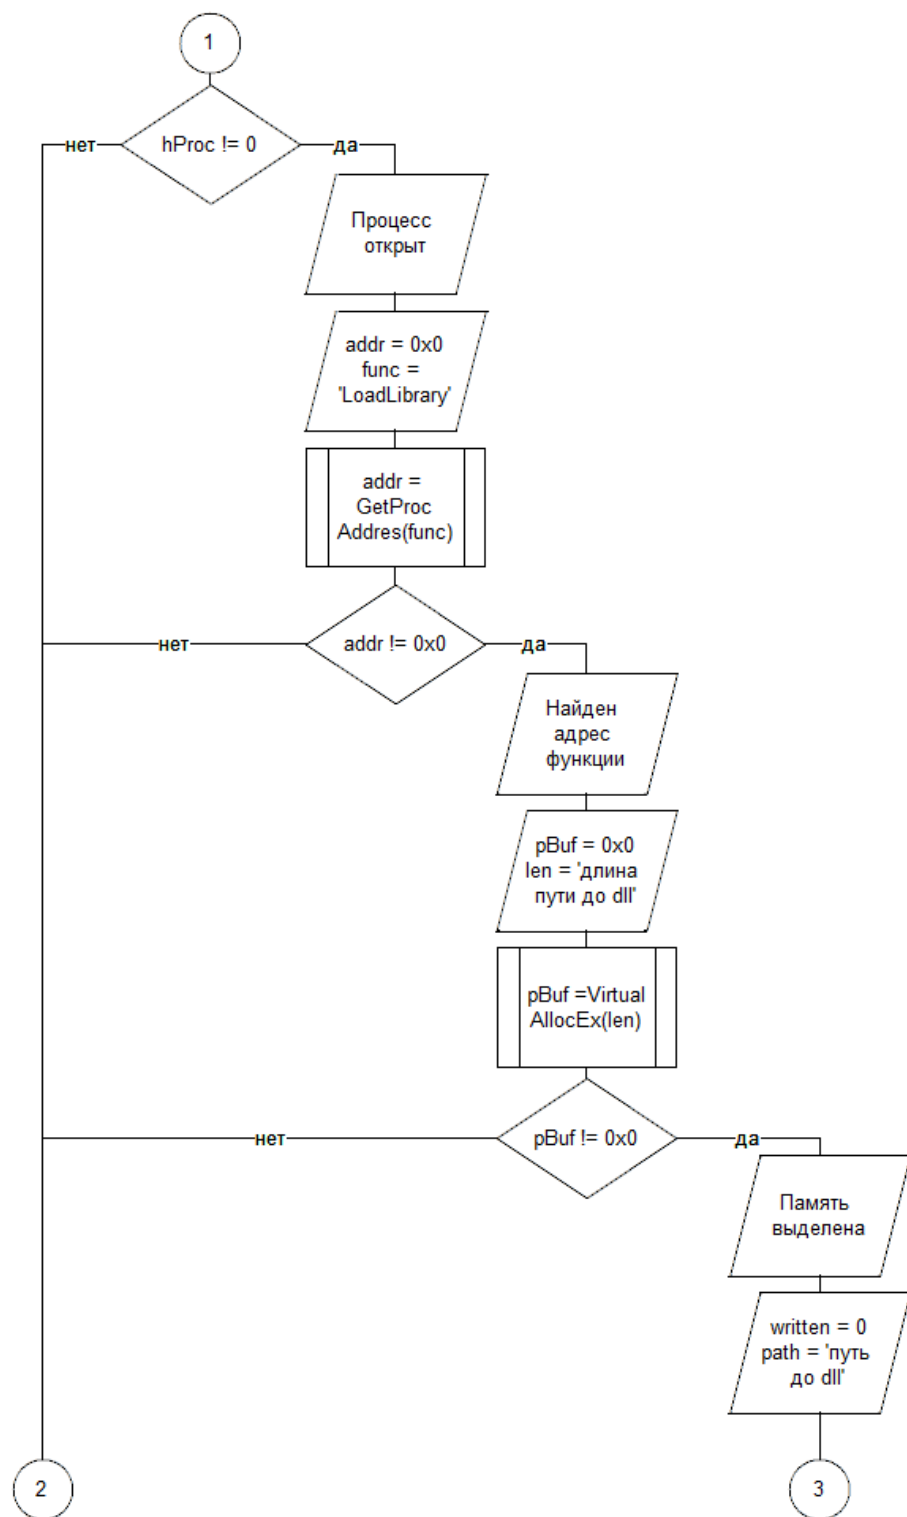 1
hProc != 0
нет
да
Процесс
открыт
addr = 0x0
func =
'LoadLibrary'
addr =
GetProc
Addres(func)
addr != 0x0
нет
да
Найден
адрес
функции
pBuf = 0x0
len = 'длина
пути до dll'
pBuf =Virtual
AllocEx(len)
pBuf != 0x0
нет
да
Память
выделена
written = 0
path = 'путь
до dll'
2
3